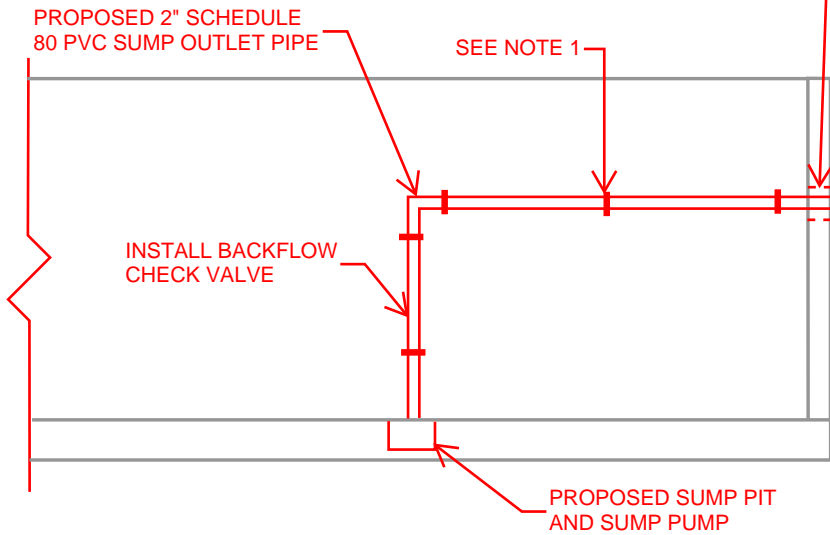 PROPOSED 2" SCHEDULE
80 PVC SUMP OUTLET PIPE
SEE NOTE 1
INSTALL BACKFLOW
CHECK VALVE
PROPOSED SUMP PIT
AND SUMP PUMP